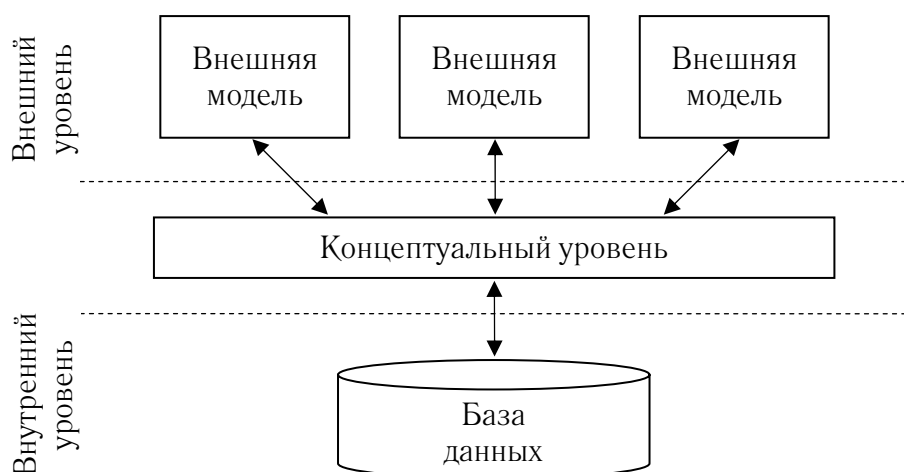 Внешний
уровень
Внешняя
модель
Внешняя
модель
Внешняя
модель
Концептуальный уровень
Внутренний
уровень
База
данных